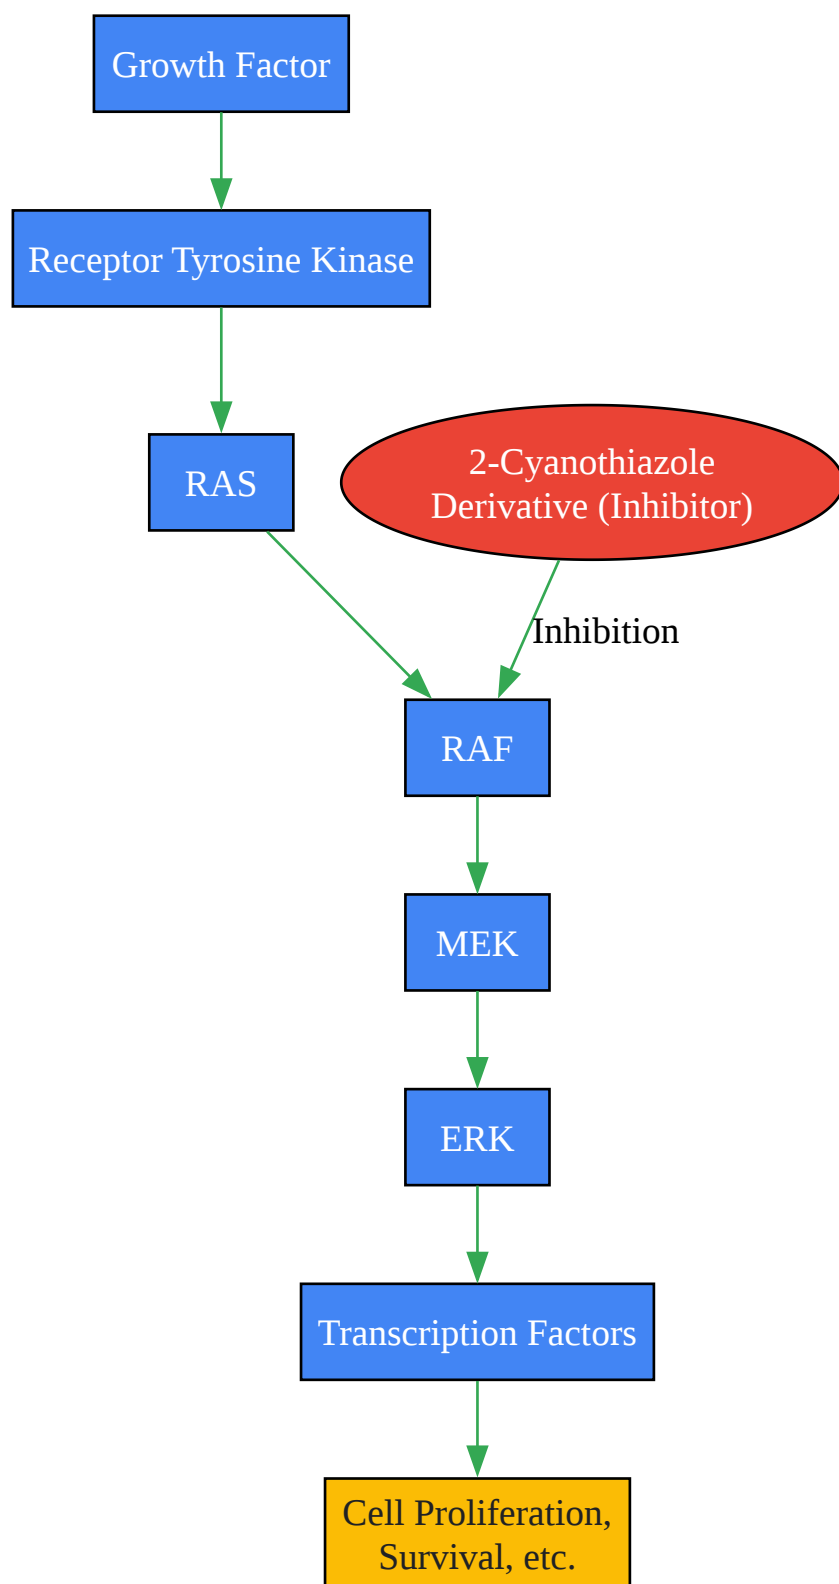 Growth Factor
Receptor Tyrosine Kinase
RAS
2-Cyanothiazole
Derivative (Inhibitor)
Inhibition
RAF
MEK
ERK
Transcription Factors
Cell Proliferation,
Survival, etc.